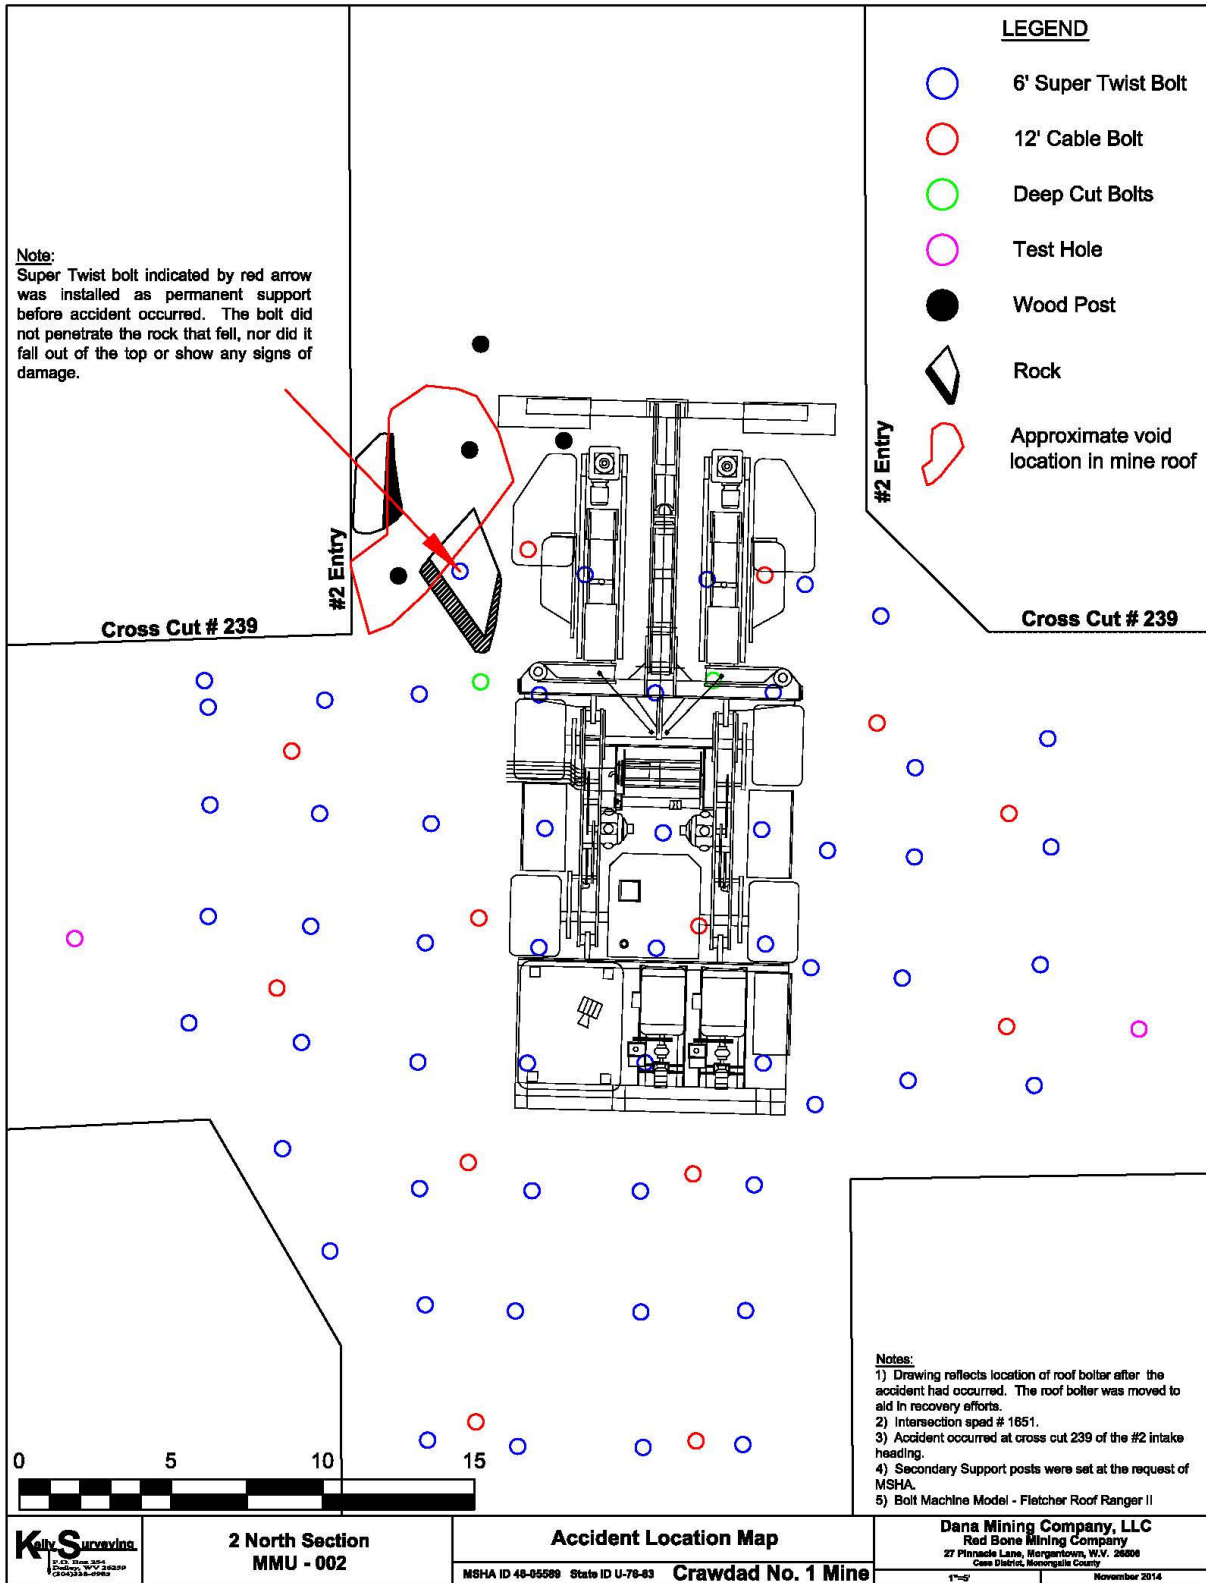 LEGEND
6' Super Twist Bolt
12' Cable Bolt
Deep Cut Bolts
Test Hole
Wood Post
Rock
Approximate void
location in mine roof
Note:
Super Twist bolt indicated by red arrow
was installed as permanent support
before accident occurred. The bolt did
not penetrate the rock that fell, nor did it
fall out of the top or show any signs of
damage.
#2 Entry
#2 Entry
Cross Cut # 239
Cross Cut # 239
Notes:
1) Drawing reflects location of roof bolter after the
accident had occurred. The roof bolter was moved to
aid in recovery efforts.
2) Intersection spad # 1651.
3) Accident occurred at cross cut 239 of the #2 intake
heading.
4) Secondary Support posts were set at the request of
MSHA.
5) Bolt Machine Model - Fletcher Roof Ranger II
0 5 10 15
Kelly Surveying
P.O. Box 254
WV 26259
2 North Section
MMU - 002
Accident Location Map
MSHA ID 46-05589 State ID U-76-83 Crawdad No. 1 Mine
Dana Mining Company, LLC
Red Bone Mining Company
27 Pinnacle Lane, Morgantown, W.V. 26508
Cass District, Monongalia County
1"=5' November 2014